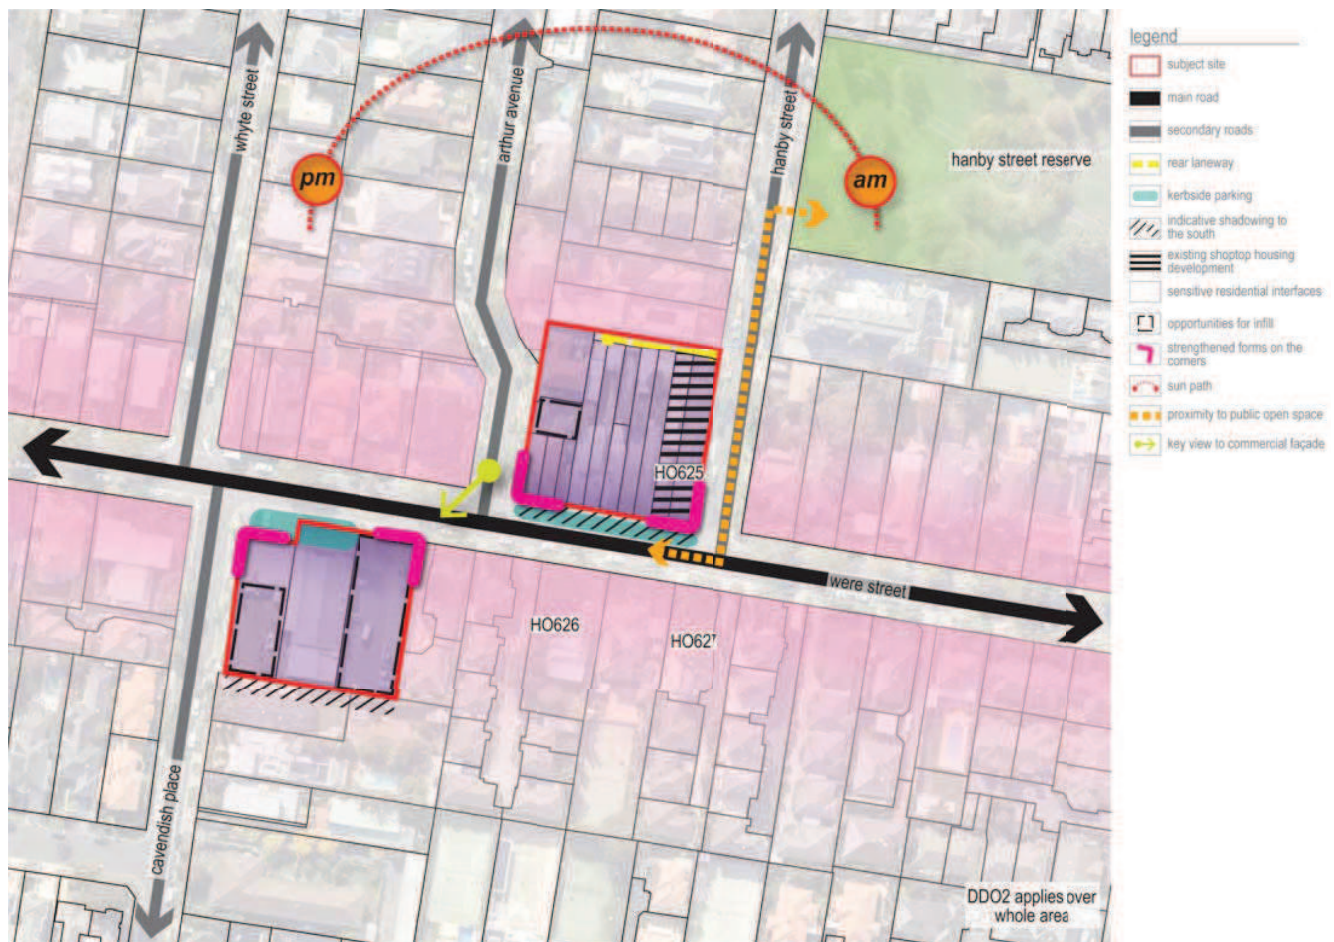 whyte street
arthur avenue
hanby street
hanby street reserve
pm
am
HO625
were street
HO626
HO627
cavendish place
DDO2 applies over
whole area
legend
subject site
main road
secondary roads
rear laneway
kerbside parking
indicative shadowing to
the south
existing shoptop housing
development
sensitive residential interfaces
opportunities for infill
strengthened forms on the
corners
sun path
proximity to public open space
key view to commercial façade